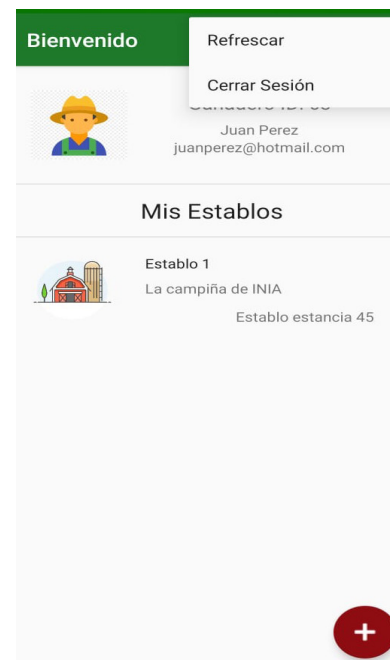 Bienvenido
Refrescar
Cerrar Sesión
Juan Perez
juanperez@hotmail.com
Mis Establos
Establo 1
La campiña de INIA
Establo estancia 45
+